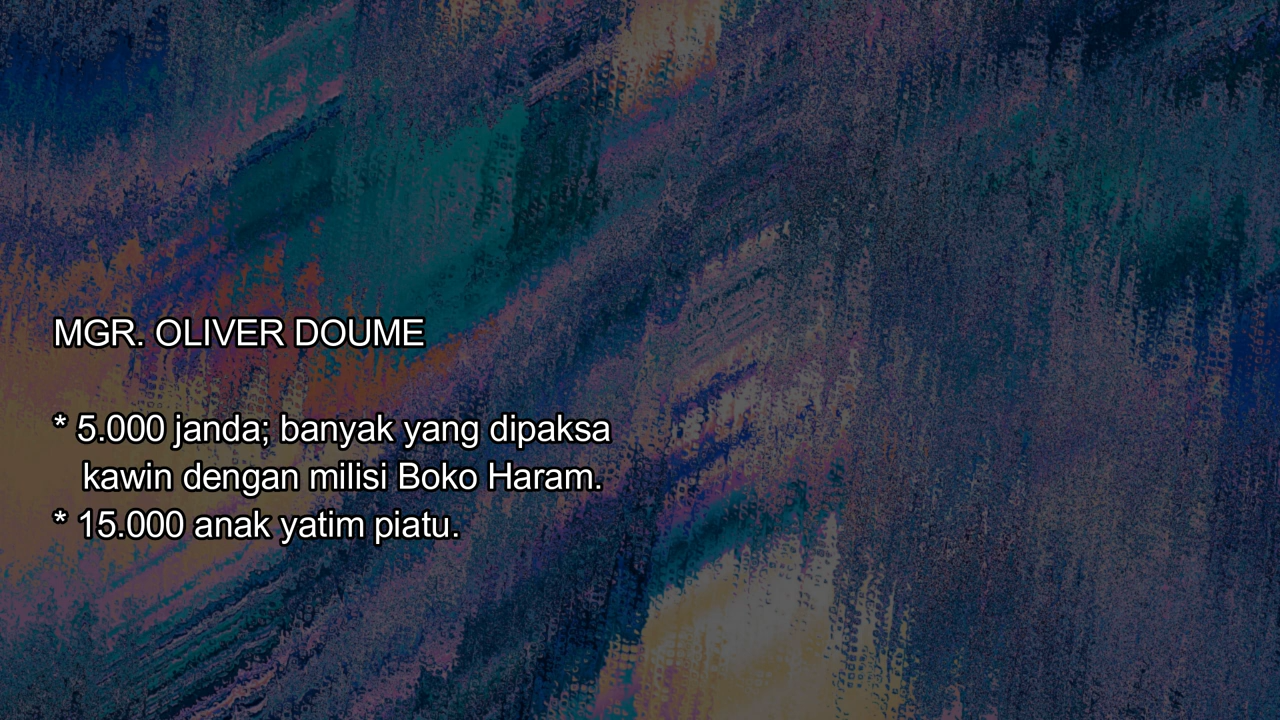 MGR. OLIVER DOUME
* 5.000 janda; banyak yang dipaksa
kawin dengan milisi Boko Haram.
* 15.000 anak yatim piatu.